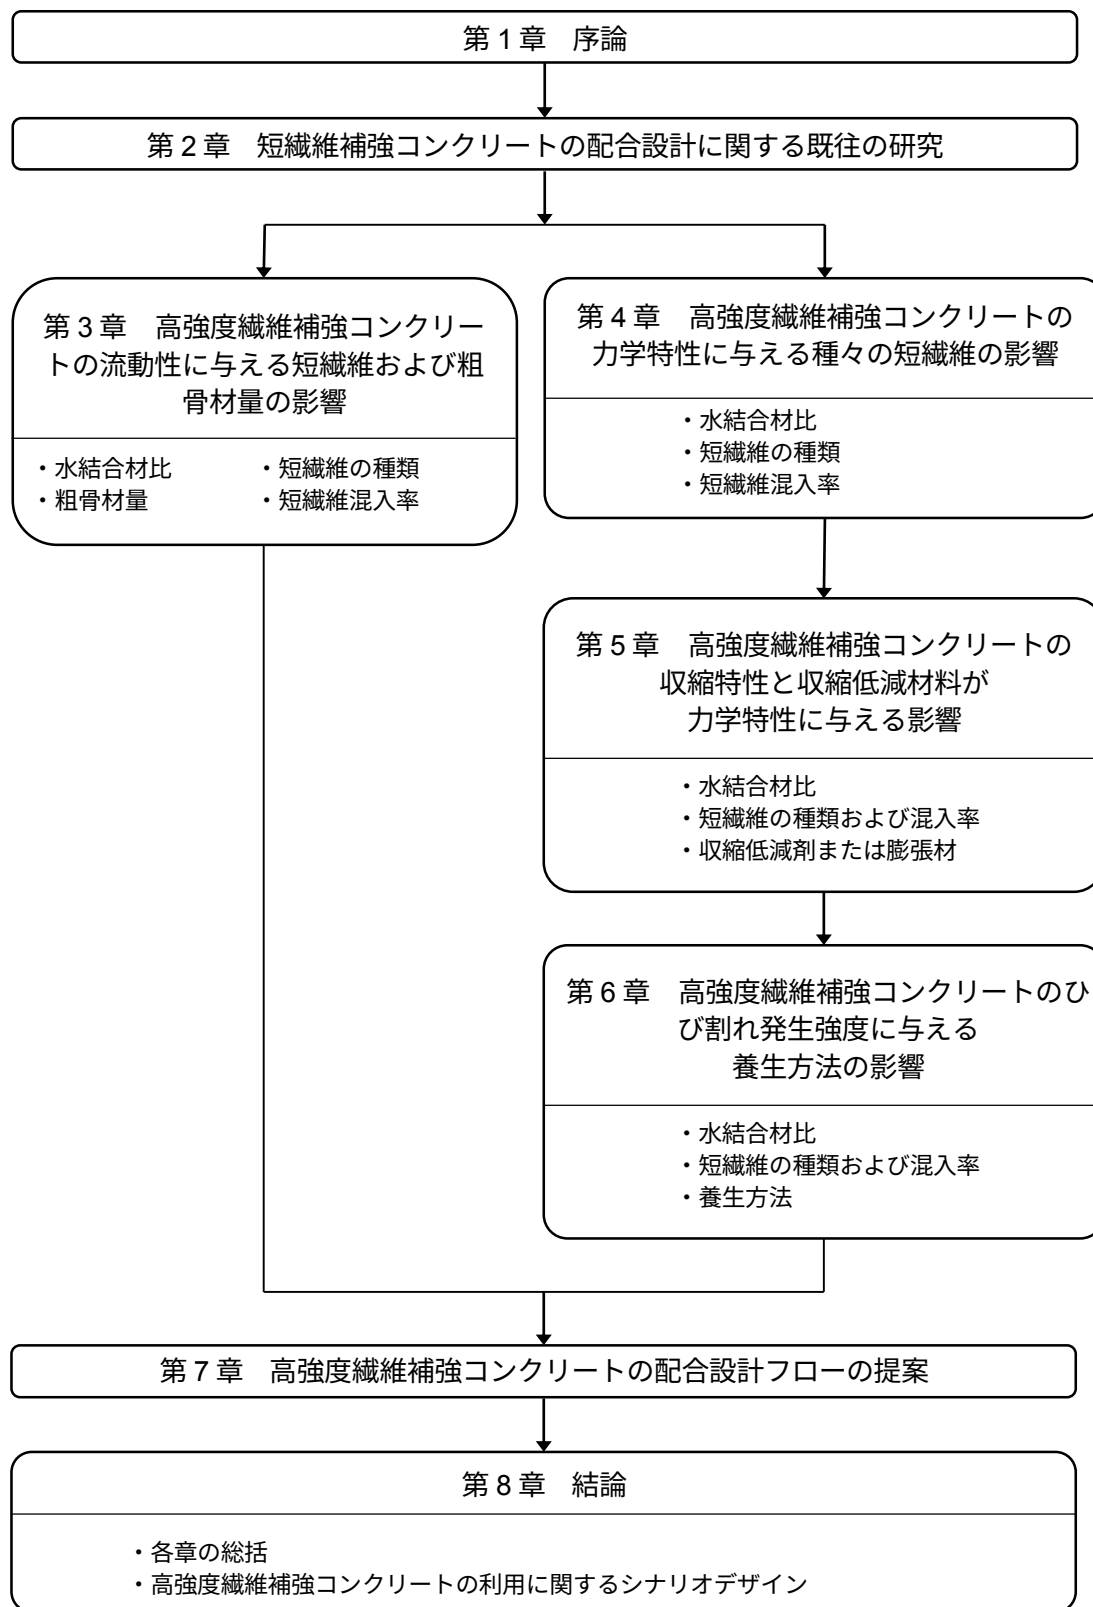 第1章　序論
第2章　短繊維補強コンクリートの配合設計に関する既往の研究
第3章　高強度繊維補強コンクリー
トの流動性に与える短繊維および粗
骨材量の影響
・水結合材比　・短繊維の種類
・粗骨材量　・短繊維混入率
第4章　高強度繊維補強コンクリートの
力学特性に与える種々の短繊維の影響
・水結合材比
・短繊維の種類
・短繊維混入率
第5章　高強度繊維補強コンクリートの
収縮特性と収縮低減材料が
力学特性に与える影響
・水結合材比
・短繊維の種類および混入率
・収縮低減剤または膨張材
第6章　高強度繊維補強コンクリートのひ
び割れ発生強度に与える
養生方法の影響
・水結合材比
・短繊維の種類および混入率
・養生方法
第7章　高強度繊維補強コンクリートの配合設計フローの提案
第8章　結論
・各章の総括
・高強度繊維補強コンクリートの利用に関するシナリオデザイン